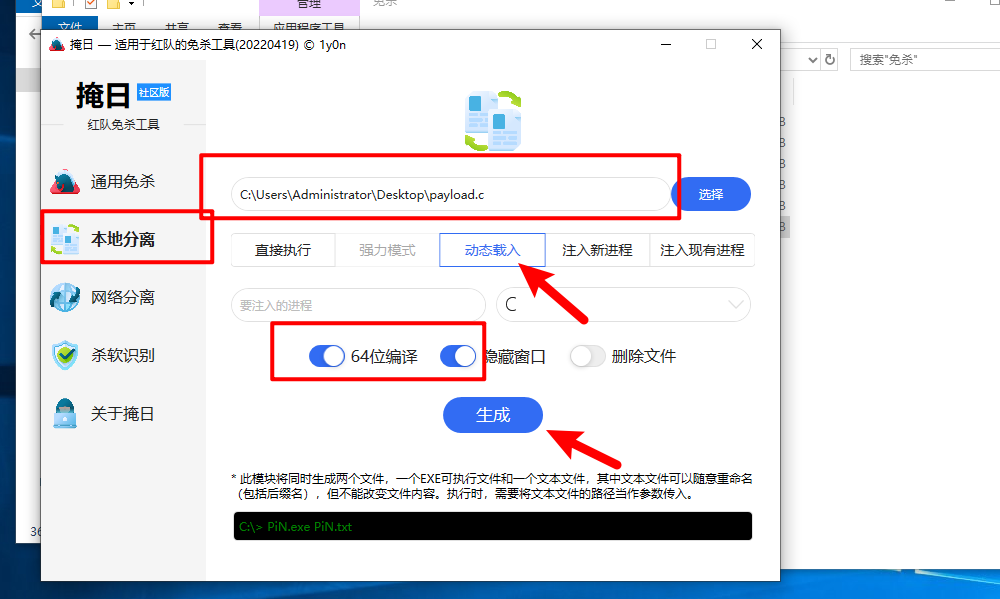 管理
免杀
文件
主页
共享
查看
应用程序工具
掩日 — 适用于红队的免杀工具(20220419) © 1y0n
搜索"免杀"
掩日
社区版
红队免杀工具
通用免杀
C:\Users\Administrator\Desktop\payload.c
选择
本地分离
直接执行
强力模式
动态载入
注入新进程
注入现有进程
网络分离
要注入的进程
C
杀软识别
64位编译
隐藏窗口
删除文件
关于掩日
生成
* 此模块将同时生成两个文件，一个EXE可执行文件和一个文本文件，其中文本文件可以随意重命名
（包括后缀名），但不能改变文件内容。执行时，需要将文本文件的路径当作参数传入。
C:\> PiN.exe PiN.txt
36